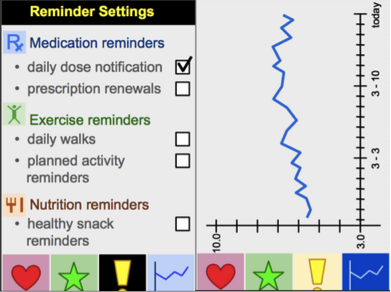 Reminder Settings
Rx Medication reminders
• daily dose notification
• prescription renewals
Exercise reminders
• daily walks
• planned activity
reminders
Nutrition reminders
• healthy snack
reminders
today
3 - 10
3 - 3
10.0
3.0